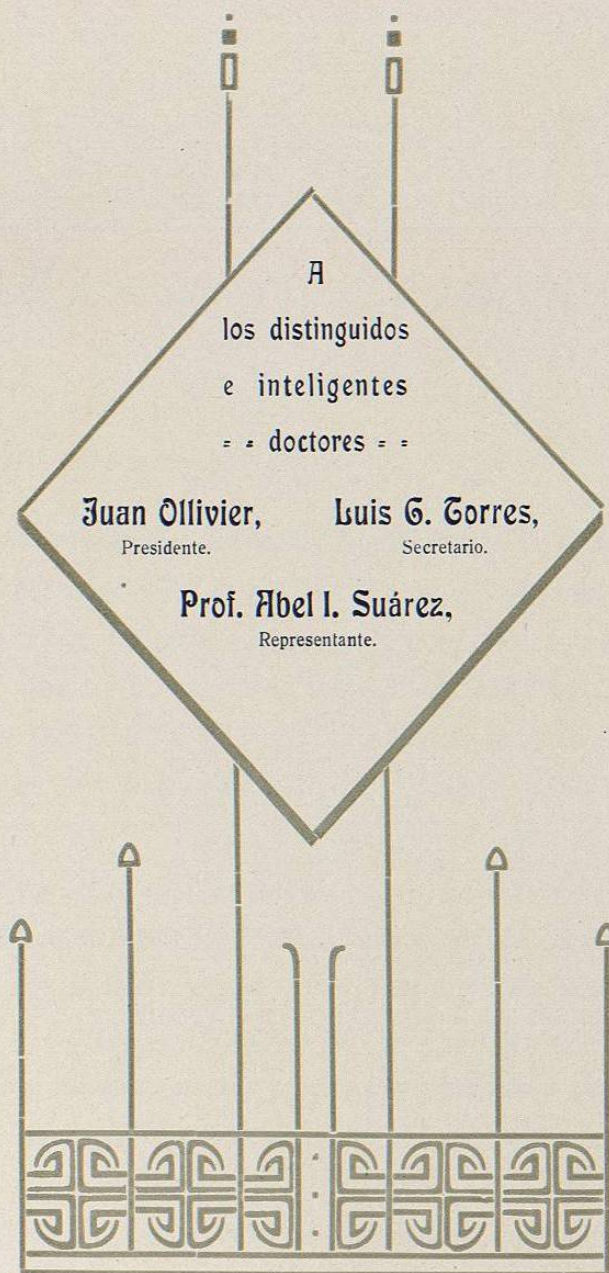 A
los distinguidos
e inteligentes
= = doctores = =
Juan Ollivier, Luis G. Torres,
Presidente. Secretario.
Prof. Abel I. Suárez,
Representante.